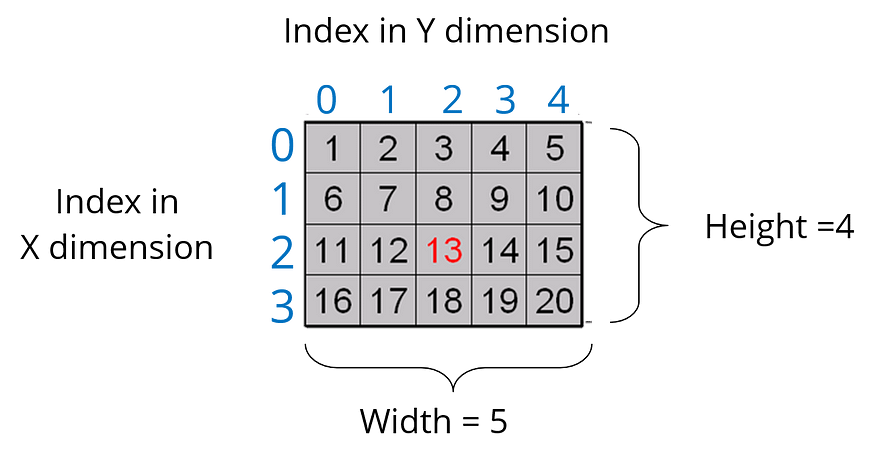 Index in Y dimension
0 1 2 3 4
0 1 2 3 4 5
1 6 7 8 9 10
Index in
X dimension
2 11 12 13 14 15
3 16 17 18 19 20
Height =4
Width = 5